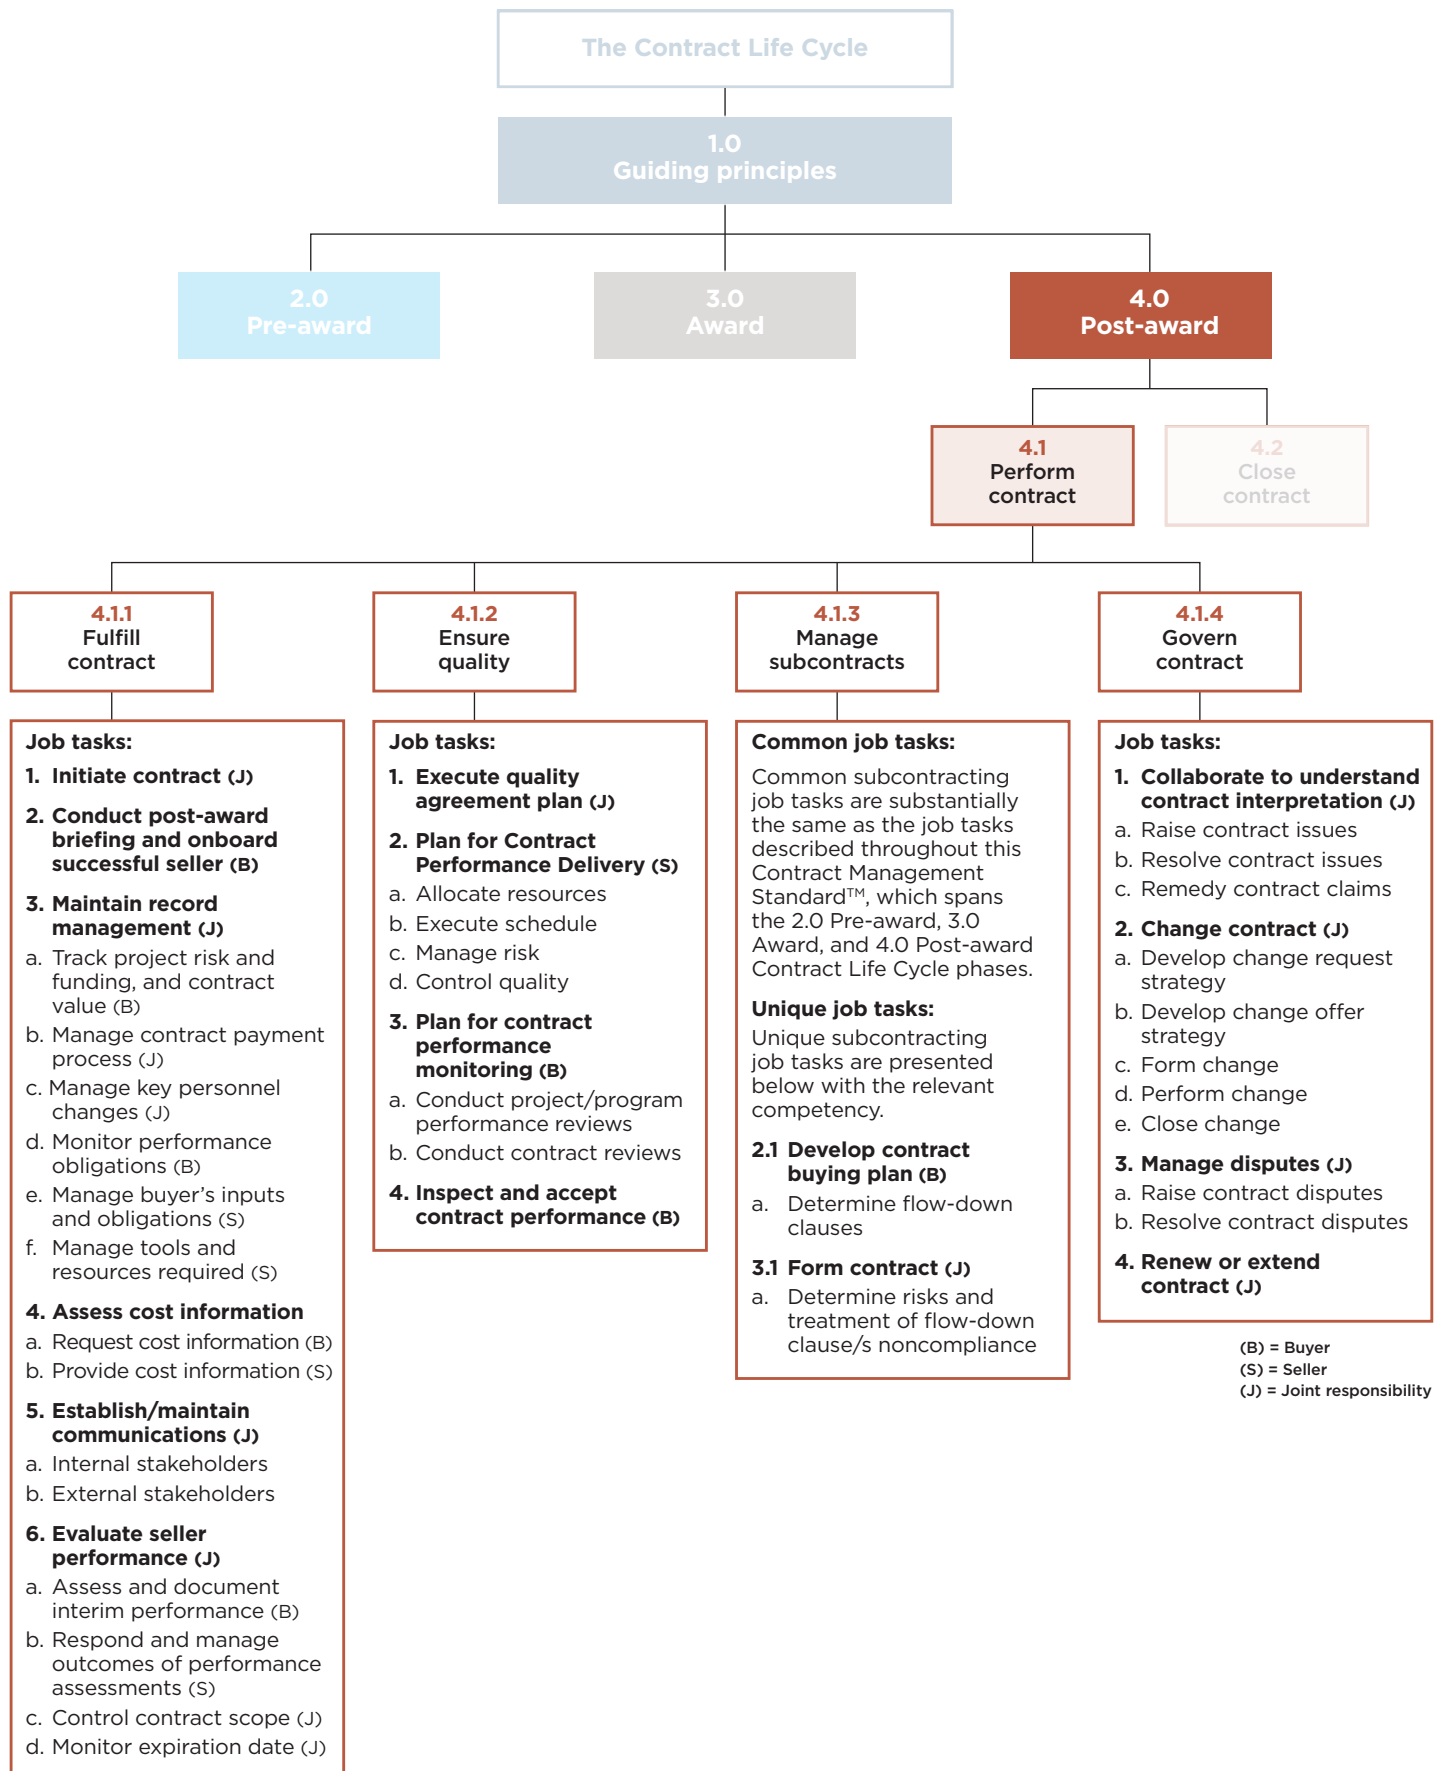 The Contract Life Cycle
1.0
Guiding principles
2.0
Pre-award
3.0
Award
4.0
Post-award
4.1
Perform
contract
4.2
Close
contract
4.1.1
Fulfill
contract
4.1.2
Ensure
quality
4.1.3
Manage
subcontracts
4.1.4
Govern
contract
Job tasks:
1. Initiate contract (J)
2. Conduct post-award
briefing and onboard
successful seller (B)
3. Maintain record
management (J)
a. Track project risk and
funding, and contract
value (B)
b. Manage contract payment
process (J)
c. Manage key personnel
changes (J)
d. Monitor performance
obligations (B)
e. Manage buyer’s inputs
and obligations (S)
f. Manage tools and
resources required (S)
4. Assess cost information
a. Request cost information (B)
b. Provide cost information (S)
5. Establish/maintain
communications (J)
a. Internal stakeholders
b. External stakeholders
6. Evaluate seller
performance (J)
a. Assess and document
interim performance (B)
b. Respond and manage
outcomes of performance
assessments (S)
c. Control contract scope (J)
d. Monitor expiration date (J)
Job tasks:
1. Execute quality
agreement plan (J)
2. Plan for Contract
Performance Delivery (S)
a. Allocate resources
b. Execute schedule
c. Manage risk
d. Control quality
3. Plan for contract
performance
monitoring (B)
a. Conduct project/program
performance reviews
b. Conduct contract reviews
4. Inspect and accept
contract performance (B)
Common job tasks:
Common subcontracting
job tasks are substantially
the same as the job tasks
described throughout this
Contract Management
Standard™, which spans
the 2.0 Pre-award, 3.0
Award, and 4.0 Post-award
Contract Life Cycle phases.
Unique job tasks:
Unique subcontracting
job tasks are presented
below with the relevant
competency.
2.1 Develop contract
buying plan (B)
a. Determine flow-down
clauses
3.1 Form contract (J)
a. Determine risks and
treatment of flow-down
clause/s noncompliance
Job tasks:
1. Collaborate to understand
contract interpretation (J)
a. Raise contract issues
b. Resolve contract issues
c. Remedy contract claims
2. Change contract (J)
a. Develop change request
strategy
b. Develop change offer
strategy
c. Form change
d. Perform change
e. Close change
3. Manage disputes (J)
a. Raise contract disputes
b. Resolve contract disputes
4. Renew or extend
contract (J)
(B) = Buyer
(S) = Seller
(J) = Joint responsibility